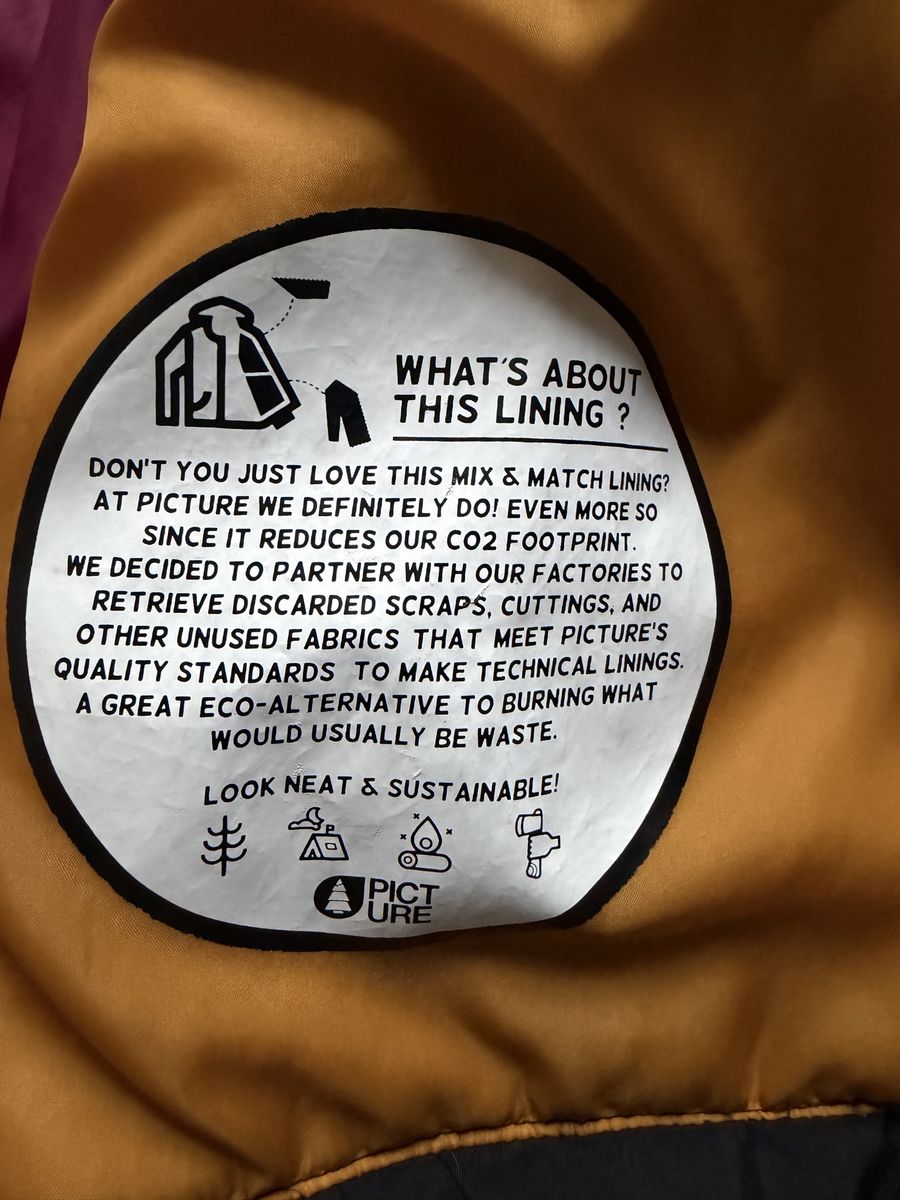 WHAT'S ABOUT
THIS LINING ?
DON'T YOU JUST LOVE THIS MIX & MATCH LINING?
AT PICTURE WE DEFINITELY DO! EVEN MORE SO
SINCE IT REDUCES OUR CO2 FOOTPRINT.
WE DECIDED TO PARTNER WITH OUR FACTORIES TO
RETRIEVE DISCARDED SCRAPS, CUTTINGS, AND
OTHER UNUSED FABRICS THAT MEET PICTURE'S
QUALITY STANDARDS TO MAKE TECHNICAL LININGS.
A GREAT ECO-ALTERNATIVE TO BURNING WHAT
WOULD USUALLY BE WASTE.
LOOK NEAT & SUSTAINABLE!
PICT
URE